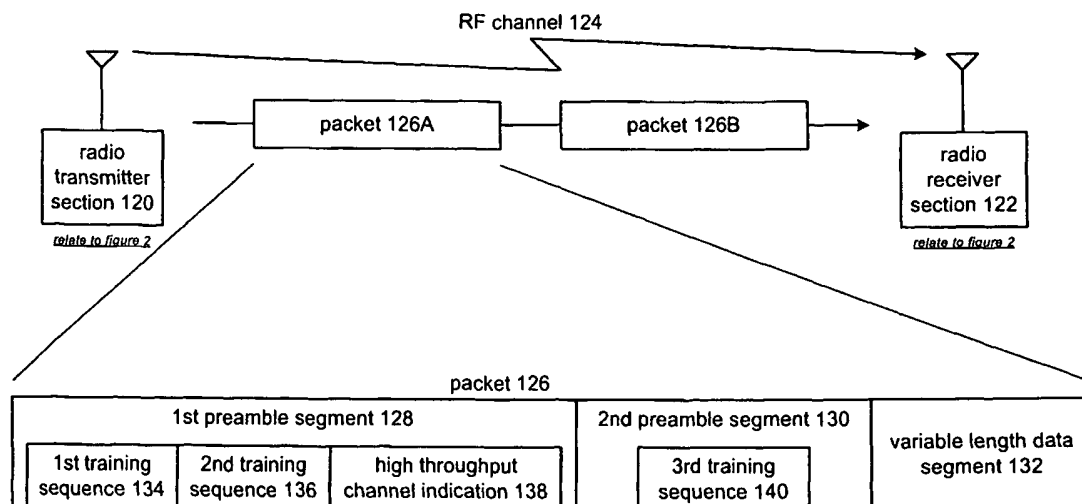 RF channel 124
packet 126A
packet 126B
radio
transmitter
section 120
relate to figure 2
radio
receiver
section 122
relate to figure 2
packet 126
1st preamble segment 128
2nd preamble segment 130
variable length data
segment 132
1st training
sequence 134
2nd training
sequence 136
high throughput
channel indication 138
3rd training
sequence 140